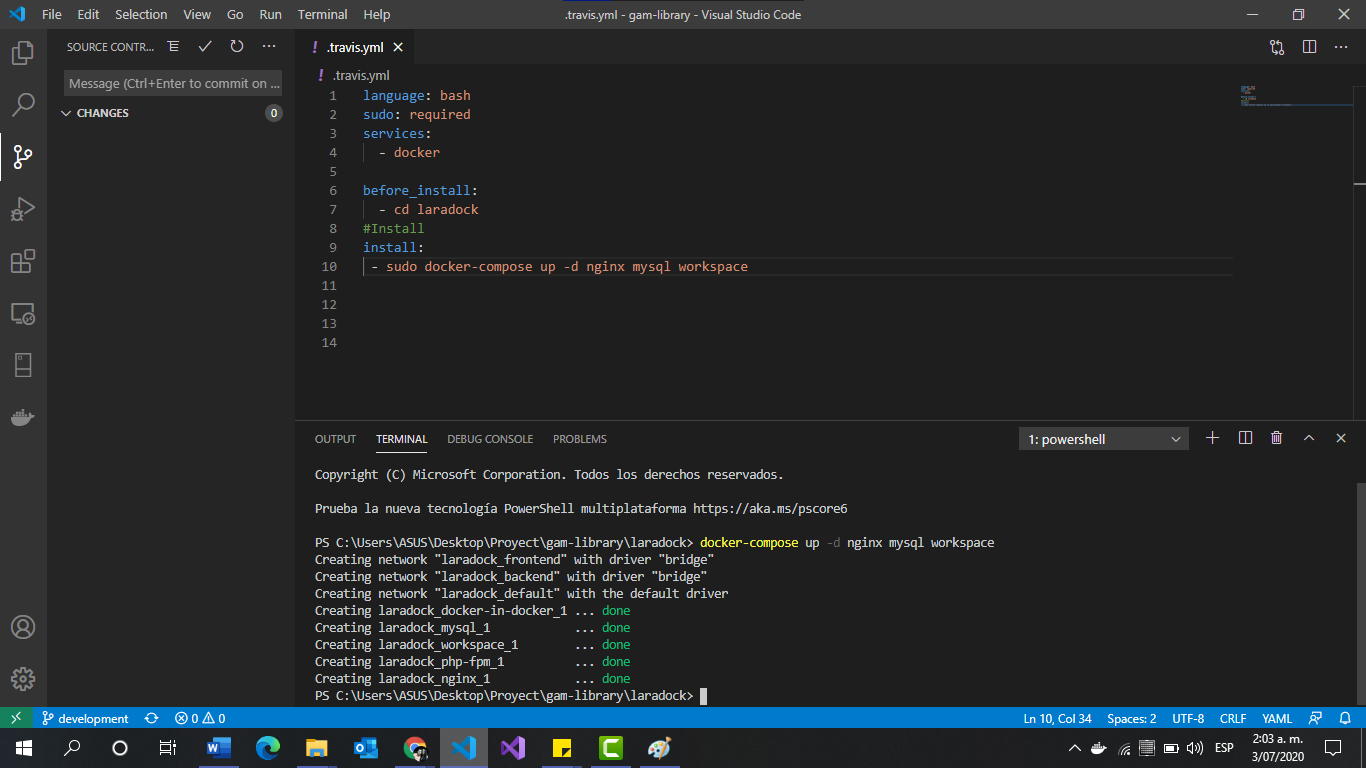 File Edit Selection View Go Run Terminal Help
.travis.yml - gam-library - Visual Studio Code
SOURCE CONTR...
Message (Ctrl+Enter to commit on ...
CHANGES
0
! .travis.yml
! .travis.yml
1 language: bash
2 sudo: required
3 services:
4 - docker
5
6 before_install:
7 - cd laradock
8 #Install
9 install:
10 - sudo docker-compose up -d nginx mysql workspace
11
12
13
14
OUTPUT TERMINAL DEBUG CONSOLE PROBLEMS
1: powershell
Copyright (C) Microsoft Corporation. Todos los derechos reservados.
Prueba la nueva tecnología PowerShell multiplataforma https://aka.ms/pscore6
PS C:\Users\ASUS\Desktop\Proyect\gam-library\laradock> docker-compose up -d nginx mysql workspace
Creating network "laradock_frontend" with driver "bridge"
Creating network "laradock_backend" with driver "bridge"
Creating network "laradock_default" with the default driver
Creating laradock_docker-in-docker_1 ... done
Creating laradock_mysql_1 ... done
Creating laradock_workspace_1 ... done
Creating laradock_php-fpm_1 ... done
Creating laradock_nginx_1 ... done
PS C:\Users\ASUS\Desktop\Proyect\gam-library\laradock>
development
0 0
Ln 10, Col 34 Spaces: 2 UTF-8 CRLF YAML
ESP
2:03 a. m.
3/07/2020